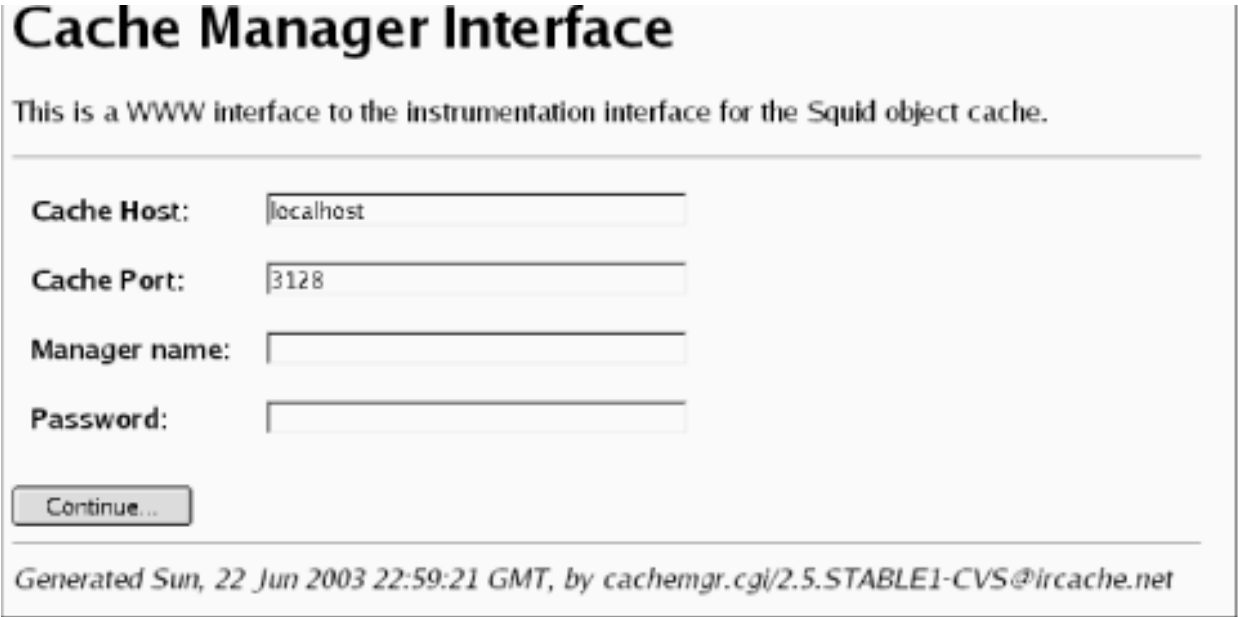 Cache Manager Interface
This is a WWW interface to the instrumentation interface for the Squid object cache.
Cache Host: localhost
Cache Port: 3128
Manager name:
Password:
Continue...
Generated Sun, 22 Jun 2003 22:59:21 GMT, by cachemgr.cgi/2.5.STABLE1-CVS@ircache.net